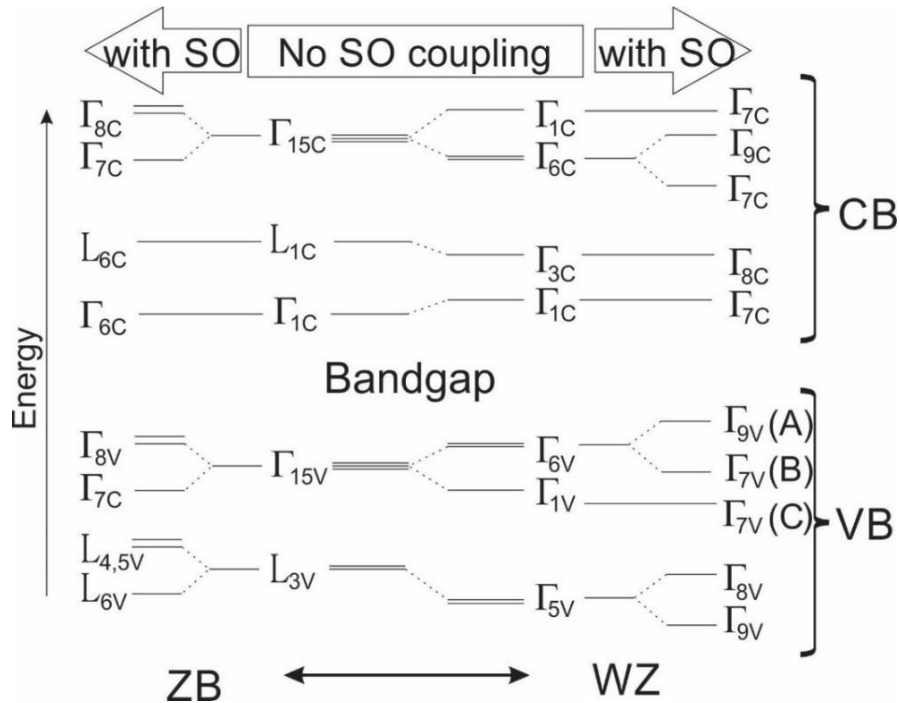 with SO No SO coupling with SO
Γ8C Γ1C Γ7C
Γ15C Γ9C
Γ7C Γ6C
Γ7C
CB
L6C L1C
Γ3C Γ8C
Γ6C Γ1C Γ1C Γ7C
Energy
Bandgap
Γ9V (A)
Γ8V Γ6V
Γ15V Γ7V (B)
Γ7C Γ1V
Γ7V (C)
VB
L4,5V
L3V Γ8V
L6V Γ5V
Γ9V
ZB WZ